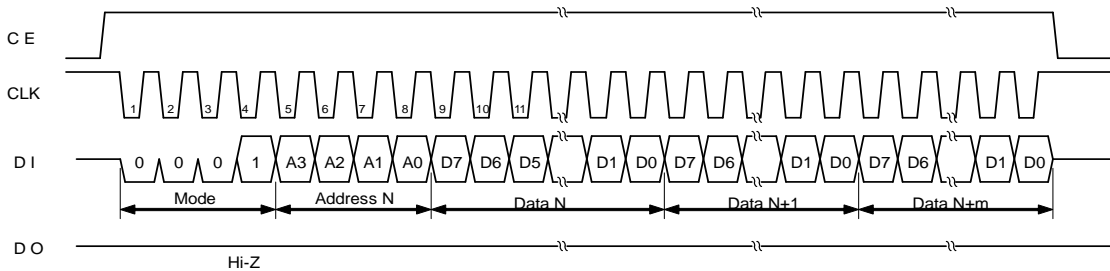 C E
CLK
1 2 3 4 5 6 7 8 9 10 11
D I
0 0 0 1 A3 A2 A1 A0 D7 D6 D5 D1 D0 D7 D6 D1 D0 D7 D6 D1 D0
Mode Address N Data N Data N+1 Data N+m
D O
Hi-Z